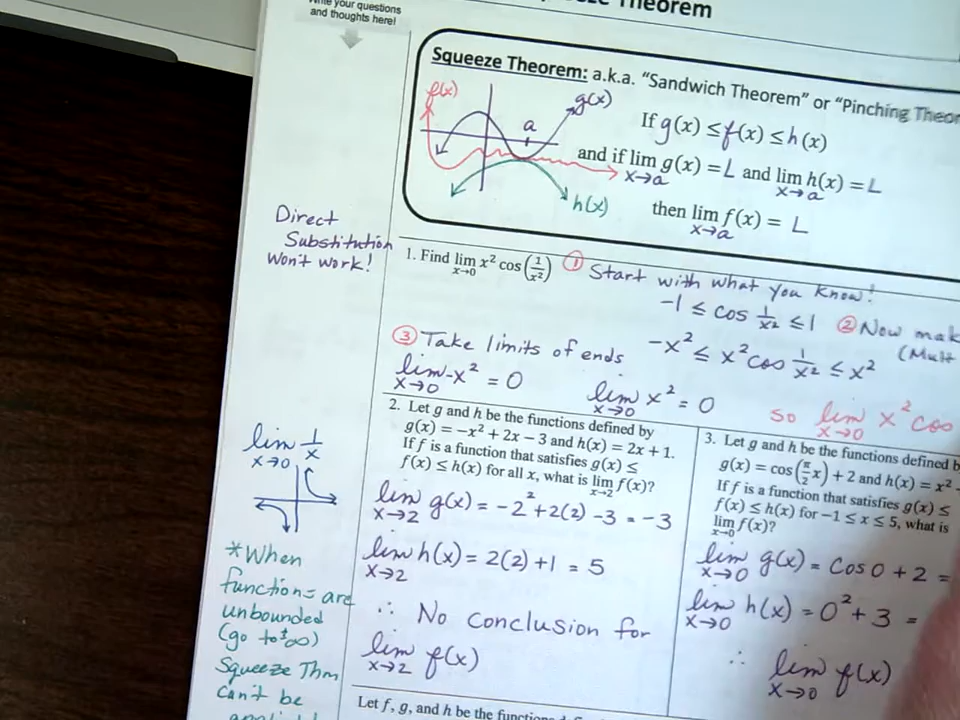 Write your questions
and thoughts here!
Theorem
Squeeze Theorem: a.k.a. "Sandwich Theorem" or "Pinching Theor
f(x)
g(x)
a
h(x)
If g(x) ≤ f(x) ≤ h(x)
and if lim g(x) = L and lim h(x) = L
x→a x→a
then lim f(x) = L
x→a
Direct
Substitution
Won't work!
1. Find lim x² cos(1/x²) ① Start with what you know!
x→0
-1 ≤ cos 1/x² ≤ 1 ② Now mak
(Mult
③ Take limits of ends -x² ≤ x² cos 1/x² ≤ x²
lim -x² = 0 lim x² = 0
x→0 x→0
so lim x² cos
x→0
2. Let g and h be the functions defined by
g(x) = −x² + 2x − 3 and h(x) = 2x + 1.
If f is a function that satisfies g(x) ≤
f(x) ≤ h(x) for all x, what is lim f(x)?
x→2
lim g(x) = -2² + 2(2) - 3 = -3
x→2
lim h(x) = 2(2) + 1 = 5
x→2
∴ No conclusion for
lim f(x)
x→2
3. Let g and h be the functions defined b
g(x) = cos(π/2 x) + 2 and h(x) = x²
If f is a function that satisfies g(x) ≤
f(x) ≤ h(x) for −1 ≤ x ≤ 5, what is
lim f(x)?
x→0
lim g(x) = Cos 0 + 2 =
x→0
lim h(x) = 0² + 3 =
x→0
∴ lim f(x)
x→0
lim 1/x
x→0
*When
functions are
unbounded
(go to ±∞)
Squeeze Thm
can't be
Let f, g, and h be the functions